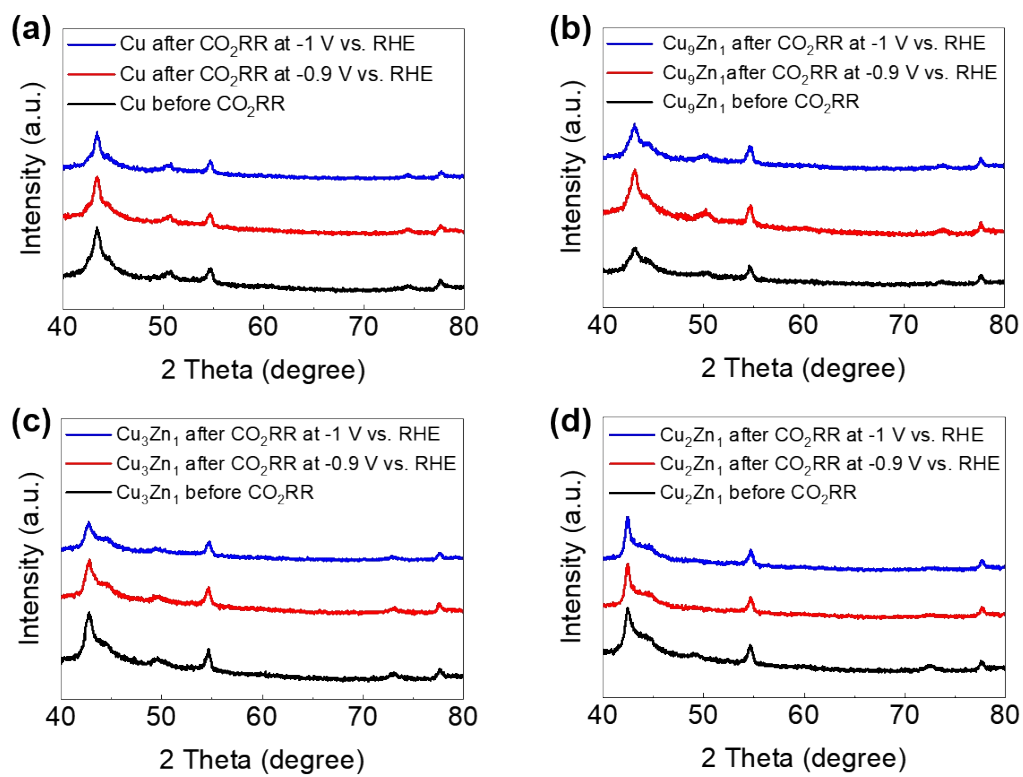 (a)
Cu after CO₂RR at -1 V vs. RHE
Cu after CO₂RR at -0.9 V vs. RHE
Cu before CO₂RR
Intensity (a.u.)
40 50 60 70 80
2 Theta (degree)
(b)
Cu₉Zn₁ after CO₂RR at -1 V vs. RHE
Cu₉Zn₁after CO₂RR at -0.9 V vs. RHE
Cu₉Zn₁ before CO₂RR
Intensity (a.u.)
40 50 60 70 80
2 Theta (degree)
(c)
Cu₃Zn₁ after CO₂RR at -1 V vs. RHE
Cu₃Zn₁ after CO₂RR at -0.9 V vs. RHE
Cu₃Zn₁ before CO₂RR
Intensity (a.u.)
40 50 60 70 80
2 Theta (degree)
(d)
Cu₂Zn₁ after CO₂RR at -1 V vs. RHE
Cu₂Zn₁ after CO₂RR at -0.9 V vs. RHE
Cu₂Zn₁ before CO₂RR
Intensity (a.u.)
40 50 60 70 80
2 Theta (degree)